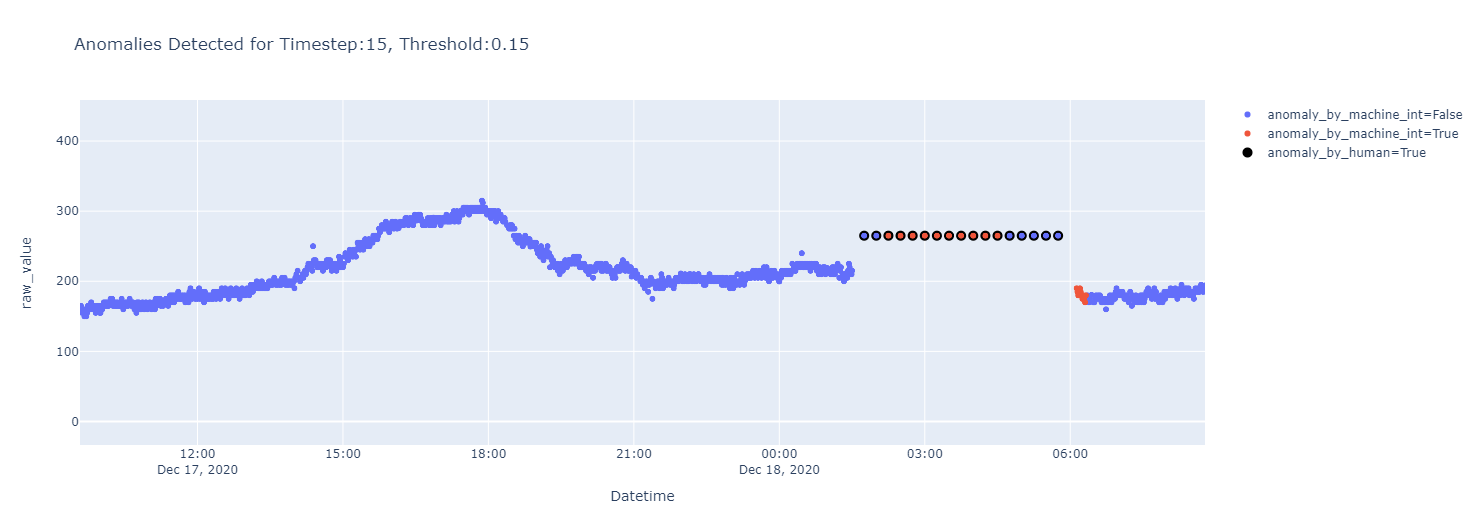 Anomalies Detected for Timestep:15, Threshold:0.15
anomaly_by_machine_int=False
anomaly_by_machine_int=True
anomaly_by_human=True
raw_value
400
300
200
100
0
12:00
Dec 17, 2020
15:00
18:00
21:00
00:00
Dec 18, 2020
03:00
06:00
Datetime